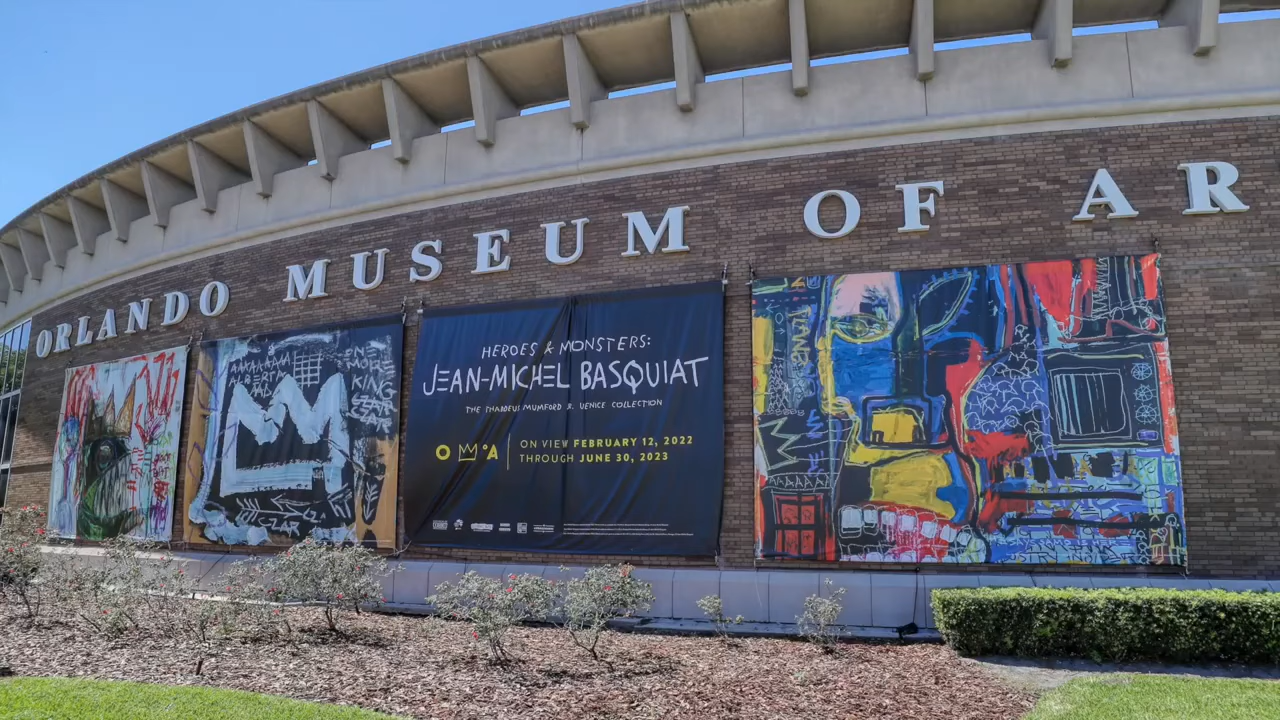 ORLANDO MUSEUM OF AR
AAAAAAAA
ALBERTA
ONE
MORE
KING
CZAR
CZAR
HEROES & MONSTERS:
JEAN-MICHEL BASQUIAT
THE THADDEUS MUMFORD JR. VENICE COLLECTION
OMA
ON VIEW FEBRUARY 12, 2022
THROUGH JUNE 30, 2023